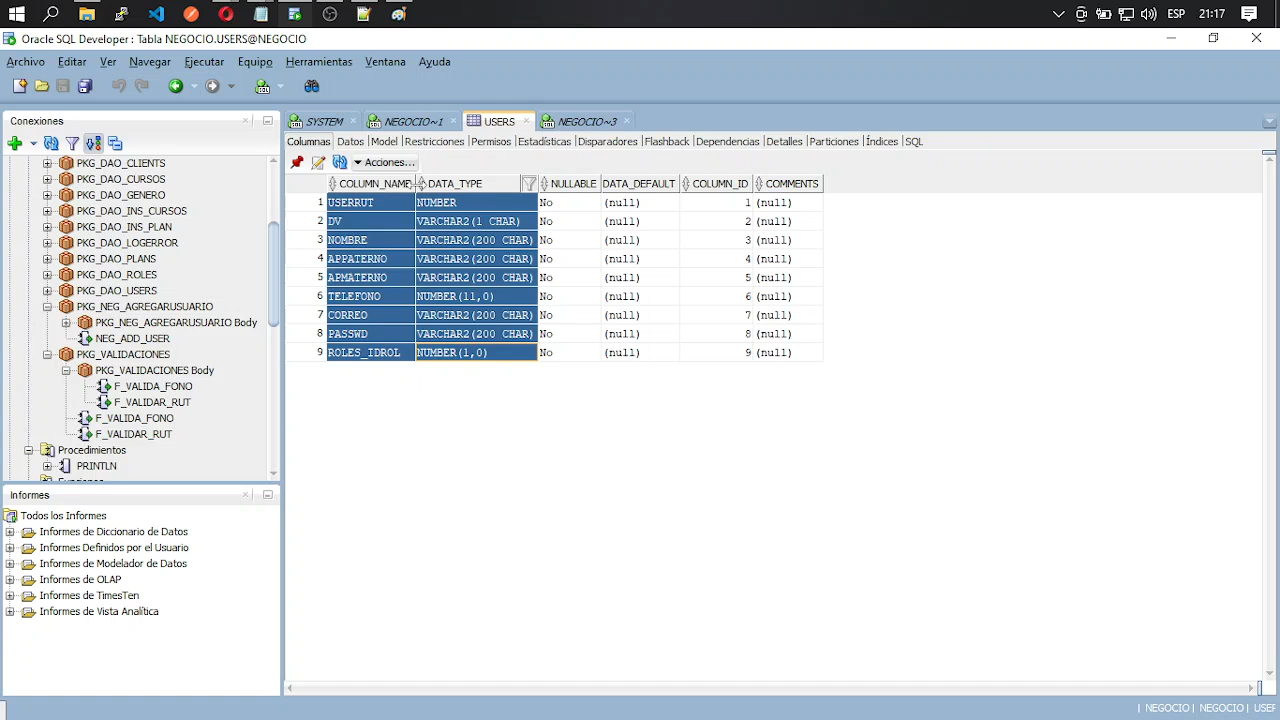 ESP 21:17
Oracle SQL Developer : Tabla NEGOCIO.USERS@NEGOCIO
Archivo Editar Ver Navegar Ejecutar Equipo Herramientas Ventana Ayuda
Conexiones
PKG_DAO_CLIENTS
PKG_DAO_CURSOS
PKG_DAO_GENERO
PKG_DAO_INS_CURSOS
PKG_DAO_INS_PLAN
PKG_DAO_LOGERROR
PKG_DAO_PLANS
PKG_DAO_ROLES
PKG_DAO_USERS
PKG_NEG_AGREGARUSUARIO
PKG_NEG_AGREGARUSUARIO Body
NEG_ADD_USER
PKG_VALIDACIONES
PKG_VALIDACIONES Body
F_VALIDA_FONO
F_VALIDAR_RUT
F_VALIDA_FONO
F_VALIDAR_RUT
Procedimientos
PRINTLN
Informes
Todos los Informes
Informes de Diccionario de Datos
Informes Definidos por el Usuario
Informes de Modelador de Datos
Informes de OLAP
Informes de TimesTen
Informes de Vista Analítica
SYSTEM NEGOCIO~1 USERS NEGOCIO~3
Columnas Datos Model Restricciones Permisos Estadísticas Disparadores Flashback Dependencias Detalles Particiones Índices SQL
Acciones...
COLUMN_NAME DATA_TYPE NULLABLE DATA_DEFAULT COLUMN_ID COMMENTS
1 USERRUT NUMBER No (null) 1 (null)
2 DV VARCHAR2(1 CHAR) No (null) 2 (null)
3 NOMBRE VARCHAR2(200 CHAR) No (null) 3 (null)
4 APPATERNO VARCHAR2(200 CHAR) No (null) 4 (null)
5 APMATERNO VARCHAR2(200 CHAR) No (null) 5 (null)
6 TELEFONO NUMBER(11,0) No (null) 6 (null)
7 CORREO VARCHAR2(200 CHAR) No (null) 7 (null)
8 PASSWD VARCHAR2(200 CHAR) No (null) 8 (null)
9 ROLES_IDROL NUMBER(1,0) No (null) 9 (null)
| NEGOCIO | NEGOCIO | USER